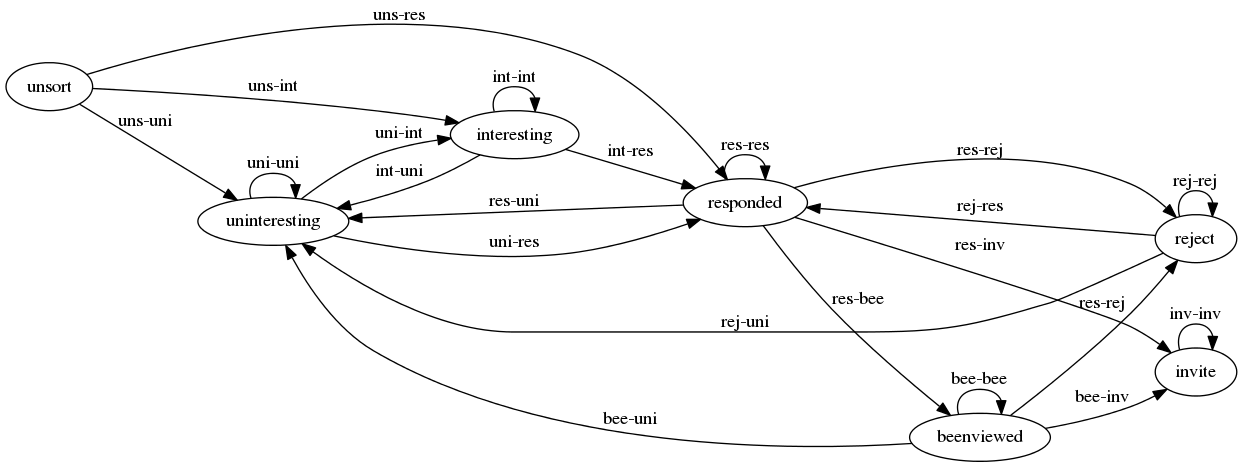 uns-res
unsort
uns-int
int-int
uns-uni
uni-int
interesting
int-res
int-uni
uni-uni
res-res
res-rej
rej-rej
uninteresting
res-uni
responded
rej-res
uni-res
res-inv
reject
res-bee
res-rej
rej-uni
inv-inv
invite
bee-bee
bee-inv
bee-uni
beenviewed